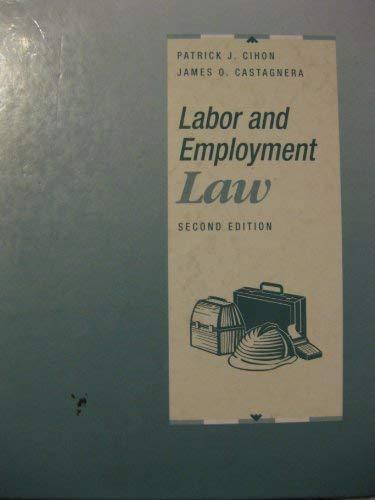 PATRICK J. CIHON
JAMES O. CASTAGNERA
Labor and
Employment
Law
SECOND EDITION